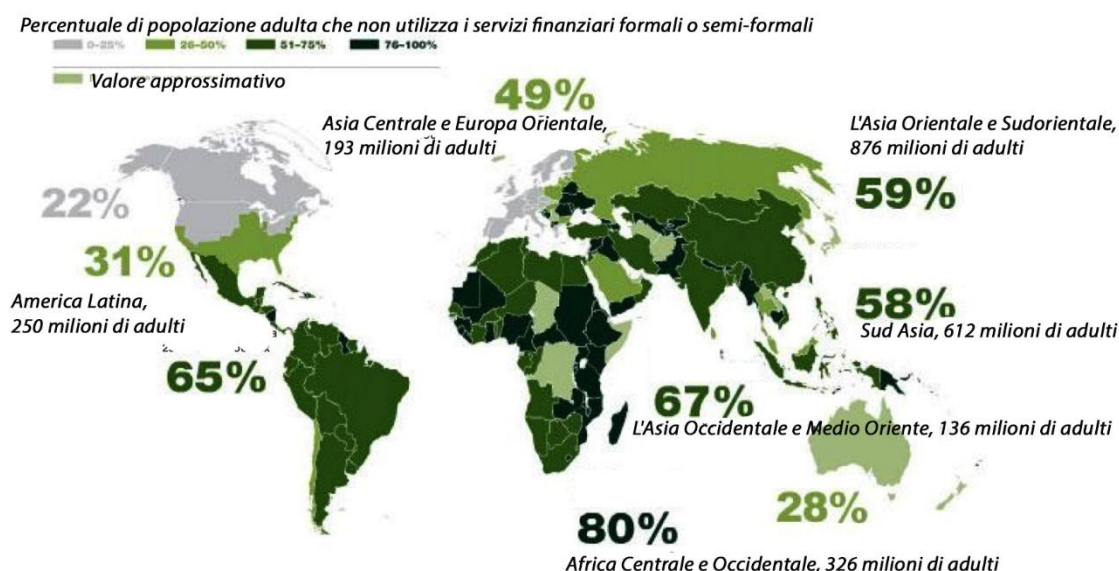 Percentuale di popolazione adulta che non utilizza i servizi finanziari formali o semi-formali
0–25% 26–50% 51–75% 76–100%
Valore approssimativo
49%
Asia Centrale e Europa Orientale,
193 milioni di adulti
L'Asia Orientale e Sudorientale,
876 milioni di adulti
59%
22%
31%
America Latina,
250 milioni di adulti
65%
58%
Sud Asia, 612 milioni di adulti
67%
L'Asia Occidentale e Medio Oriente, 136 milioni di adulti
28%
80%
Africa Centrale e Occidentale, 326 milioni di adulti